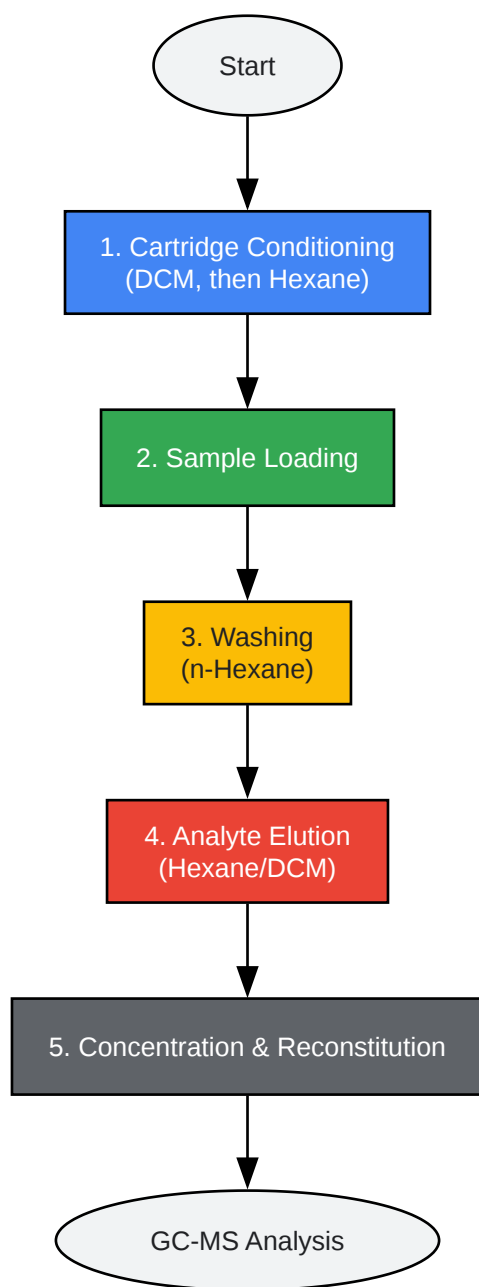 Start
1. Cartridge Conditioning
(DCM, then Hexane)
2. Sample Loading
3. Washing
(n-Hexane)
4. Analyte Elution
(Hexane/DCM)
5. Concentration & Reconstitution
GC-MS Analysis